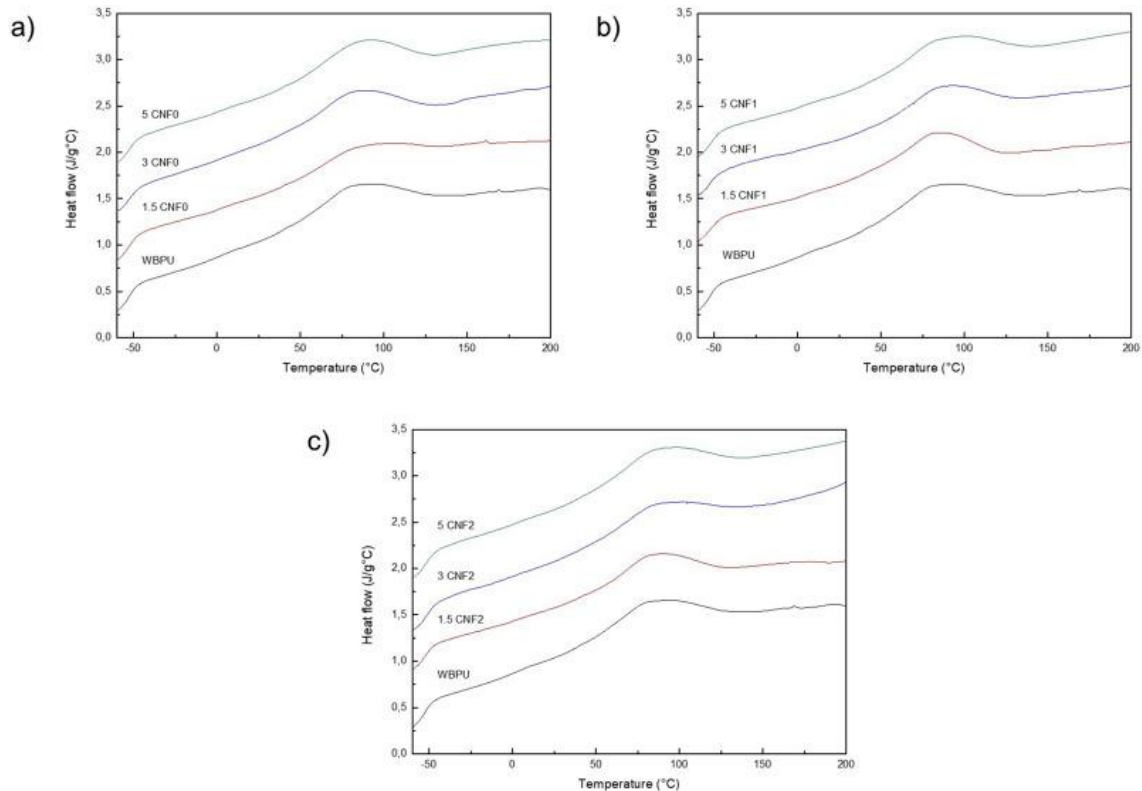 a)
Heat flow (J/g°C)
3,5
3,0
2,5
2,0
1,5
1,0
0,5
0,0
5 CNF0
3 CNF0
1.5 CNF0
WBPU
-50 0 50 100 150 200
Temperature (°C)
b)
Heat flow (J/g°C)
3,5
3,0
2,5
2,0
1,5
1,0
0,5
0,0
5 CNF1
3 CNF1
1.5 CNF1
WBPU
-50 0 50 100 150 200
Temperature (°C)
c)
Heat flow (J/g°C)
3,5
3,0
2,5
2,0
1,5
1,0
0,5
0,0
5 CNF2
3 CNF2
1.5 CNF2
WBPU
-50 0 50 100 150 200
Temperature (°C)